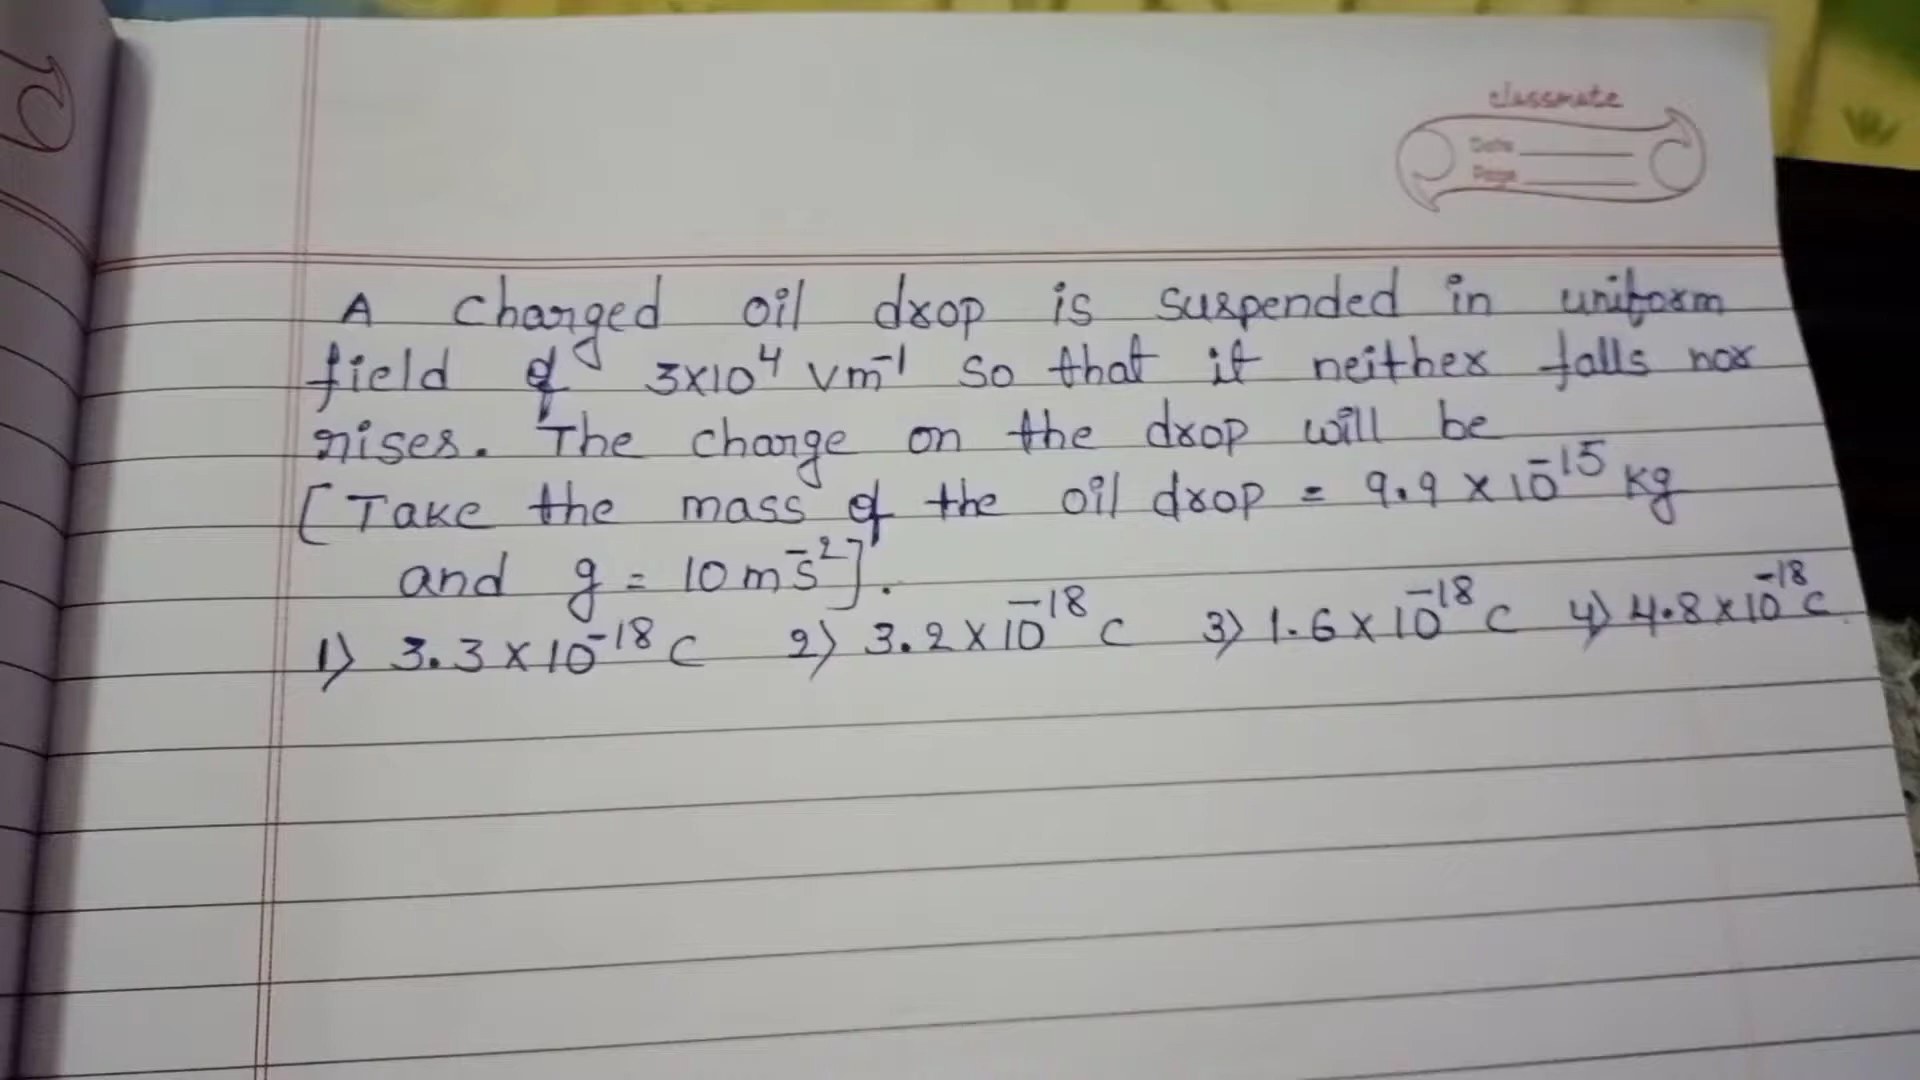 classmate
Date
Page
A charged oil drop is suspended in uniform
field of 3x10⁴ Vm⁻¹ so that it neither falls nor
rises. The charge on the drop will be
[Take the mass of the oil drop = 9.9 x 10⁻¹⁵ kg
and g = 10 ms⁻²].
1) 3.3 x 10⁻¹⁸ C 2) 3.2 x 10⁻¹⁸ C 3) 1.6 x 10⁻¹⁸ C 4) 4.8 x 10⁻¹⁸ C